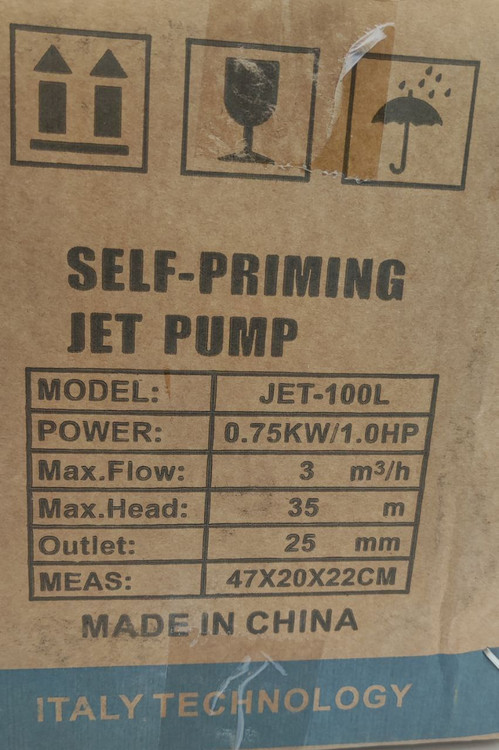 SELF-PRIMING
JET PUMP
MODEL: JET-100L
POWER: 0.75KW/1.0HP
Max.Flow: 3 m³/h
Max.Head: 35 m
Outlet: 25 mm
MEAS: 47X20X22CM
MADE IN CHINA
ITALY TECHNOLOGY